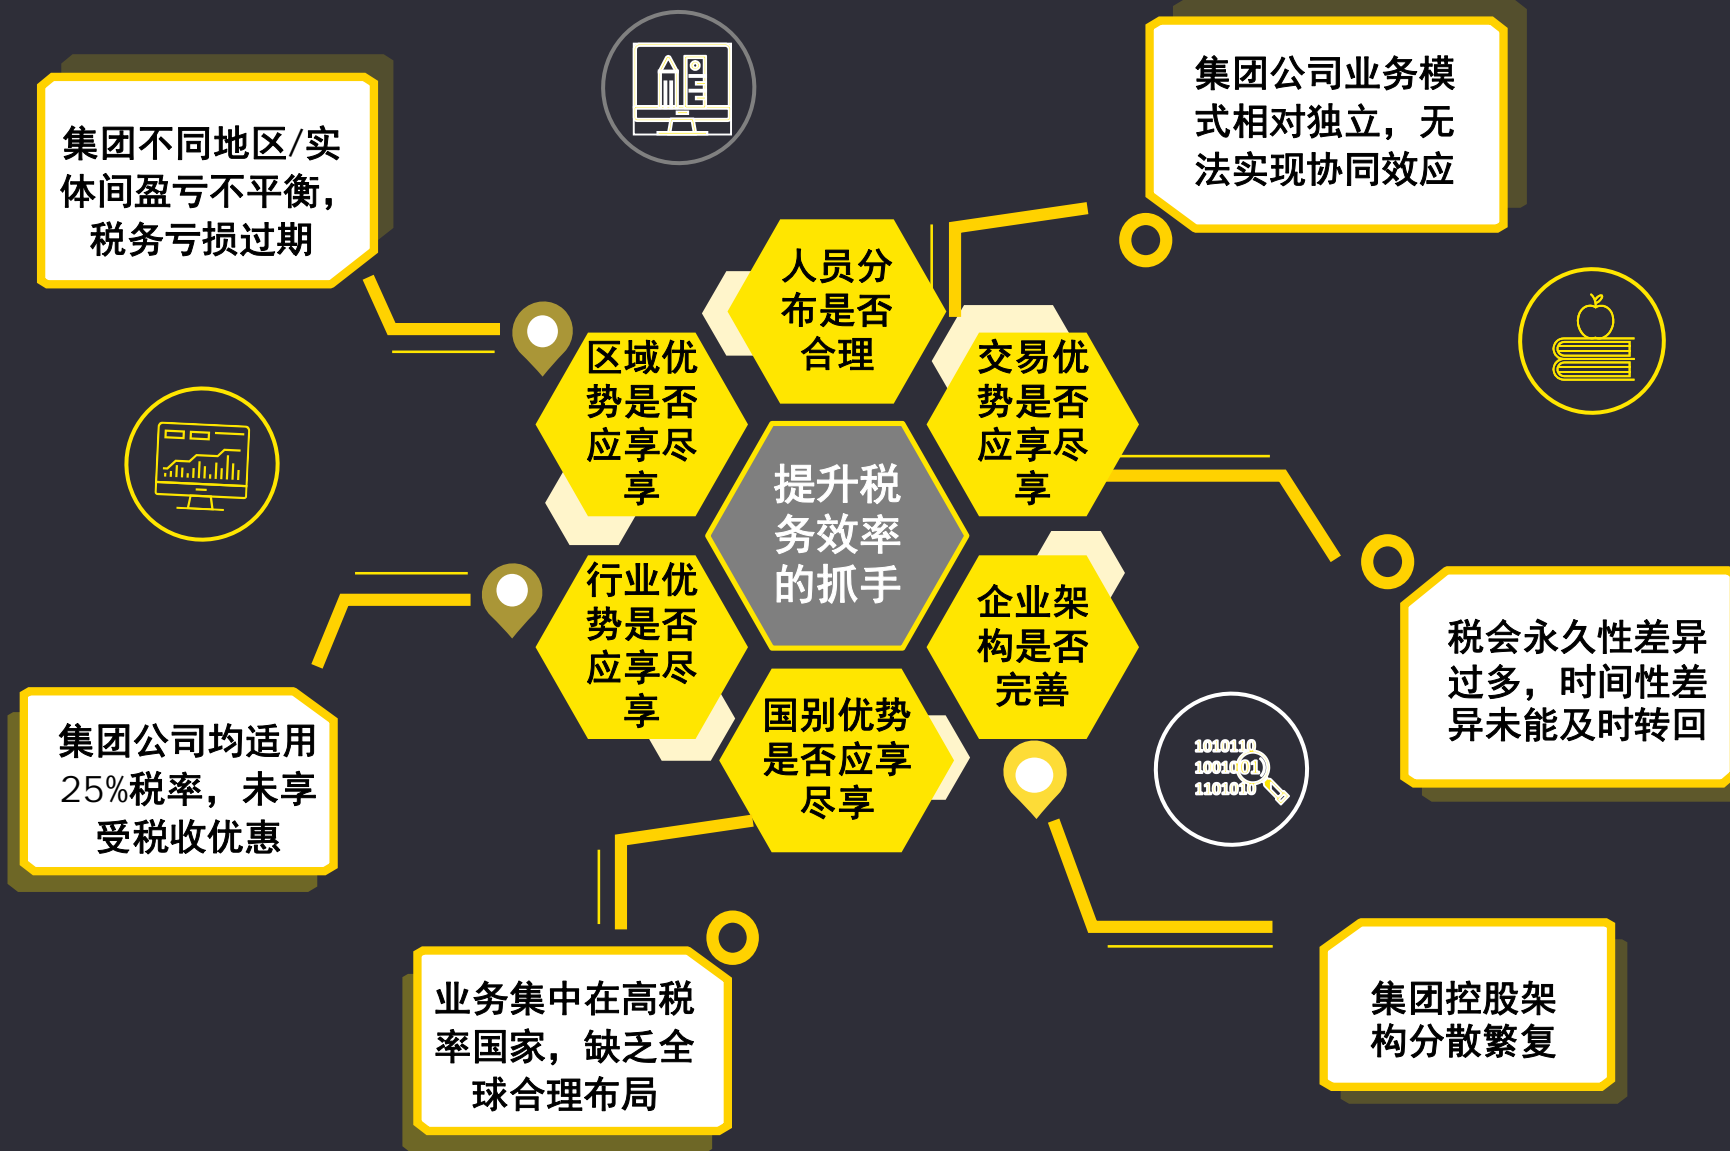 集团不同地区/实
体间盈亏不平衡，
税务亏损过期
集团公司业务模
式相对独立，无
法实现协同效应
人员分
布是否
合理
区域优
势是否
应享尽
享
交易优
势是否
应享尽
享
提升税
务效率
的抓手
行业优
势是否
应享尽
享
企业架
构是否
完善
国别优势
是否应享
尽享
税会永久性差异
过多，时间性差
异未能及时转回
集团公司均适用
25%税率，未享
受税收优惠
1010110
1001001
1101010
业务集中在高税
率国家，缺乏全
球合理布局
集团控股架
构分散繁复